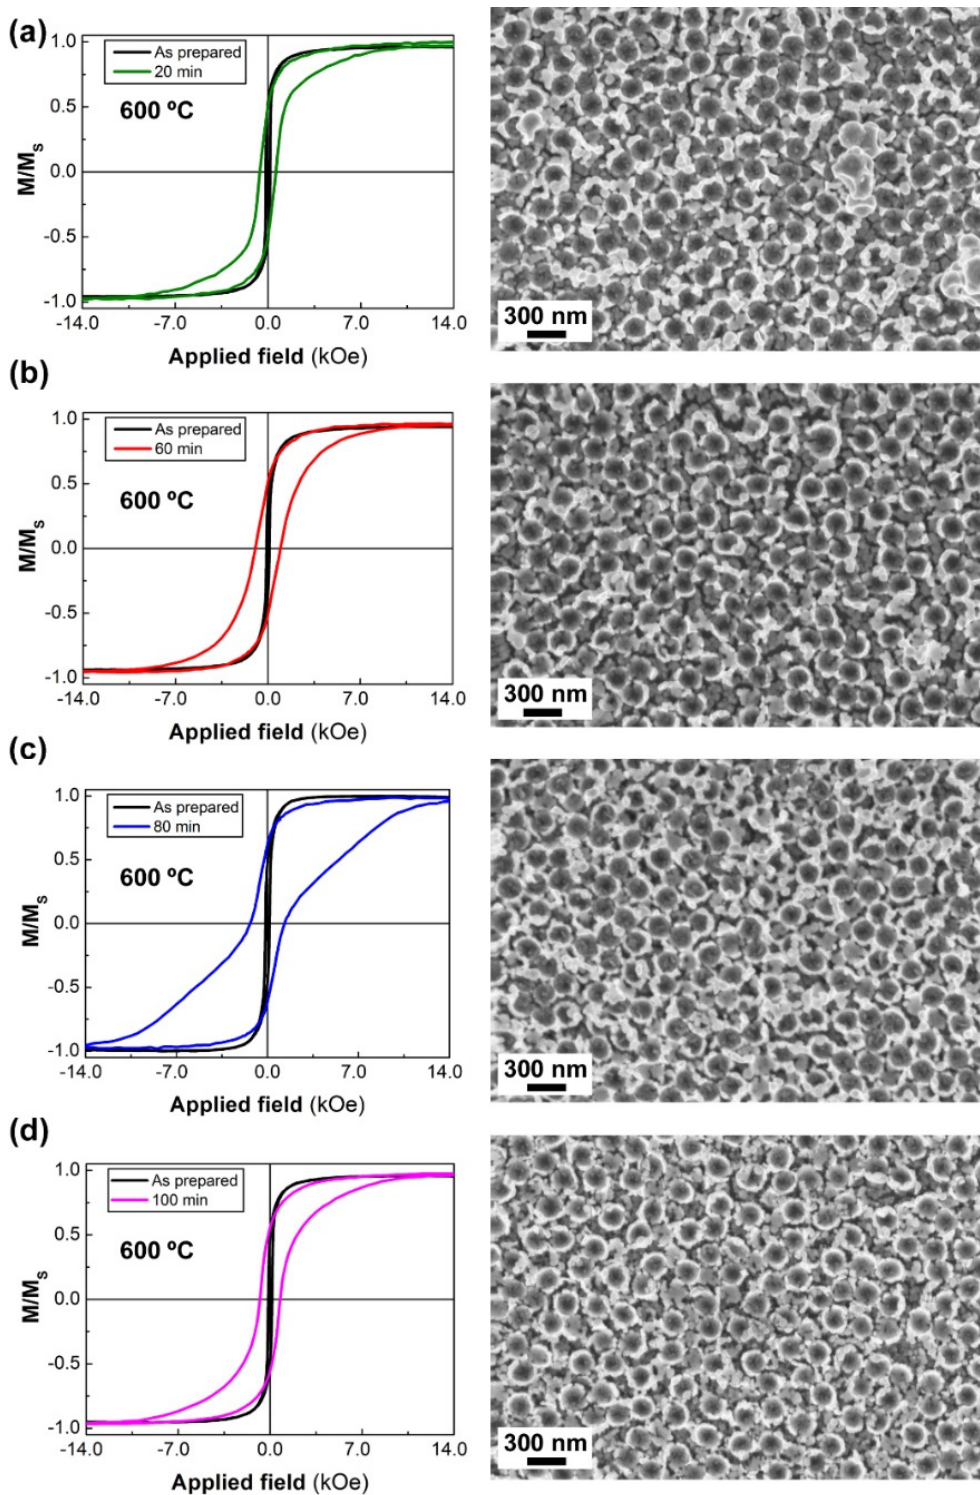 (a)
1.0
0.5
0.0
-0.5
-1.0
M/Ms
As prepared
20 min
600 ºC
-14.0 -7.0 0.0 7.0 14.0
Applied field (kOe)
300 nm
(b)
1.0
0.5
0.0
-0.5
-1.0
M/Ms
As prepared
60 min
600 ºC
-14.0 -7.0 0.0 7.0 14.0
Applied field (kOe)
300 nm
(c)
1.0
0.5
0.0
-0.5
-1.0
M/Ms
As prepared
80 min
600 ºC
-14.0 -7.0 0.0 7.0 14.0
Applied field (kOe)
300 nm
(d)
1.0
0.5
0.0
-0.5
-1.0
M/Ms
As prepared
100 min
600 ºC
-14.0 -7.0 0.0 7.0 14.0
Applied field (kOe)
300 nm